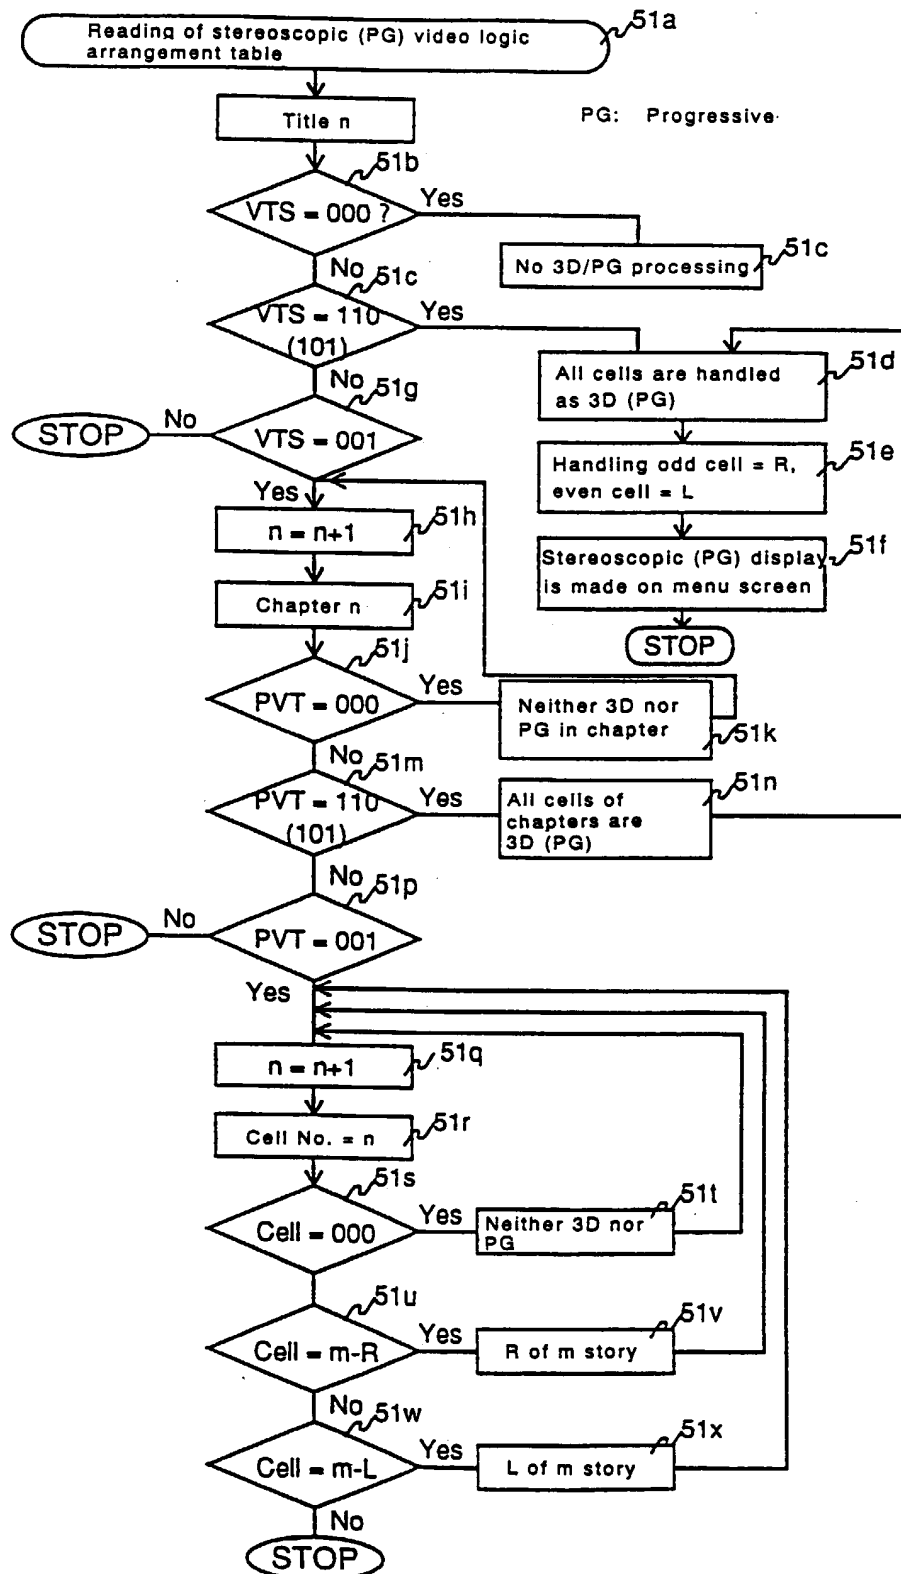 51a
Reading of stereoscopic (PG) video logic
arrangement table
Title n
PG: Progressive
51b
VTS = 000 ?
Yes
No
51c
No 3D/PG processing
51c
VTS = 110
(101)
Yes
No
51d
All cells are handled
as 3D (PG)
51g
VTS = 001
No
STOP
Yes
51e
Handling odd cell = R,
even cell = L
51h
n = n+1
51f
Stereoscopic (PG) display
is made on menu screen
STOP
51i
Chapter n
51j
PVT = 000
Yes
No
Neither 3D nor
PG in chapter
51k
51m
PVT = 110
(101)
Yes
No
51n
All cells of
chapters are
3D (PG)
51p
PVT = 001
No
STOP
Yes
51q
n = n+1
51r
Cell No. = n
51s
Cell = 000
Yes
51t
Neither 3D nor
PG
51u
Cell = m-R
Yes
No
51v
R of m story
51w
Cell = m-L
Yes
No
51x
L of m story
STOP